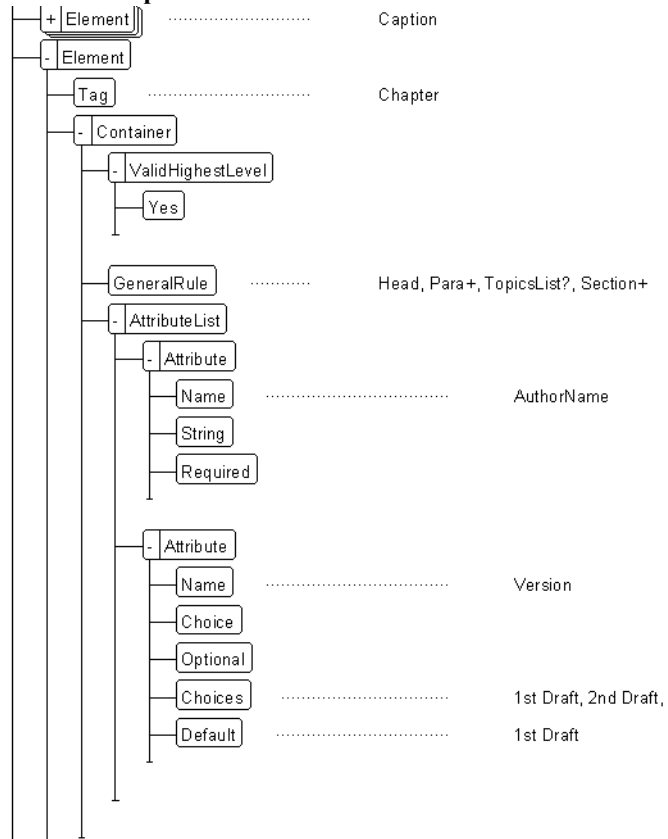 + Element Caption
- Element
Tag Chapter
- Container
- ValidHighestLevel
Yes
GeneralRule Head, Para+, TopicsList?, Section+
- AttributeList
- Attribute
Name AuthorName
String
Required
- Attribute
Name Version
Choice
Optional
Choices 1st Draft, 2nd Draft,
Default 1st Draft